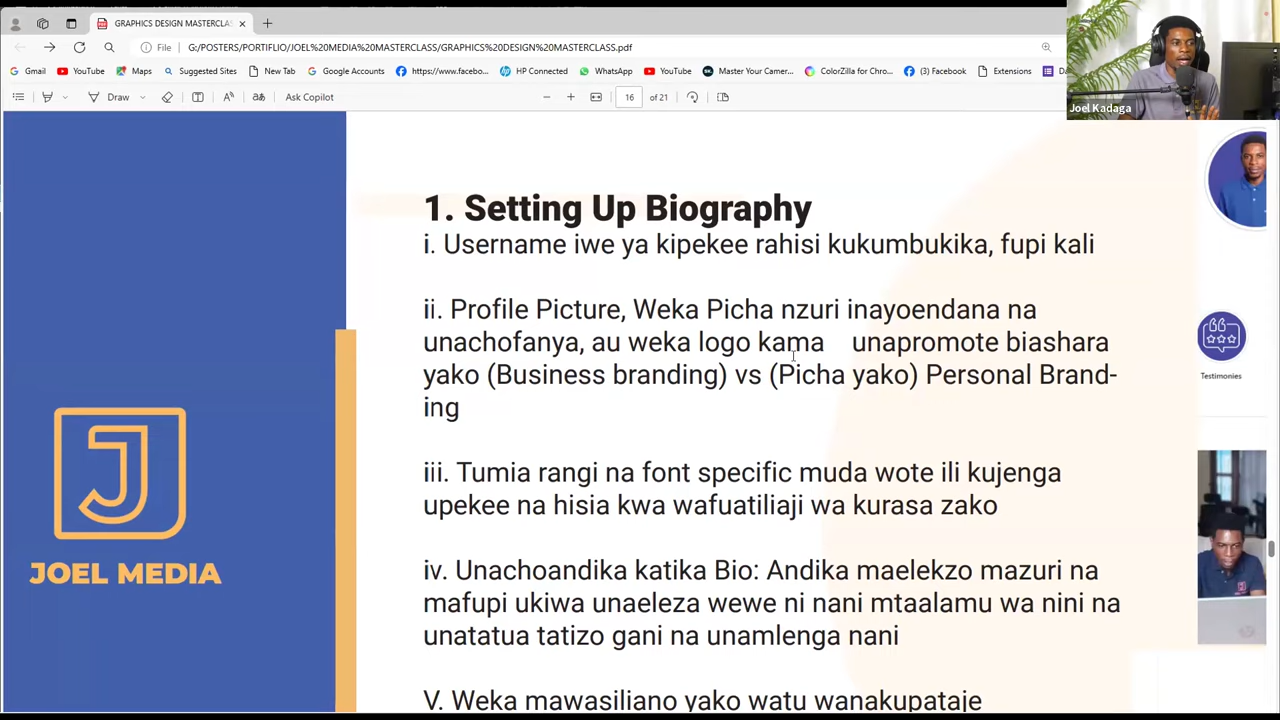 GRAPHICS DESIGN MASTERCLAS
File G:/POSTERS/PORTIFLIO/JOEL%20MEDIA%20MASTERCLASS/GRAPHICS%20DESIGN%20MASTERCLASS.pdf
Gmail YouTube Maps Suggested Sites New Tab Google Accounts https://www.facebo... HP Connected WhatsApp YouTube Master Your Camer... ColorZilla for Chro... (3) Facebook Extensions
Draw Ask Copilot 16 of 21
Joel Kadaga
1. Setting Up Biography
i. Username iwe ya kipekee rahisi kukumbukika, fupi kali
ii. Profile Picture, Weka Picha nzuri inayoendana na
unachofanya, au weka logo kama unapromote biashara
yako (Business branding) vs (Picha yako) Personal Brand-
ing
iii. Tumia rangi na font specific muda wote ili kujenga
upekee na hisia kwa wafuatiliaji wa kurasa zako
iv. Unachoandika katika Bio: Andika maelekzo mazuri na
mafupi ukiwa unaeleza wewe ni nani mtaalamu wa nini na
unatatua tatizo gani na unamlenga nani
V. Weka mawasiliano yako watu wanakupataje
J
JOEL MEDIA
Testimonies